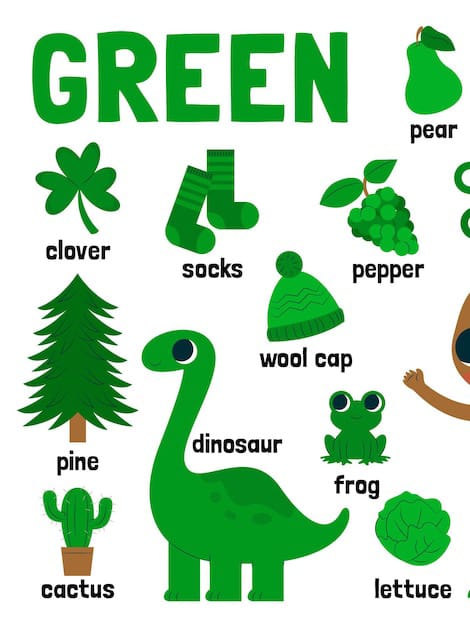 GREEN
pear
clover
socks
pepper
wool cap
dinosaur
pine
frog
cactus
lettuce